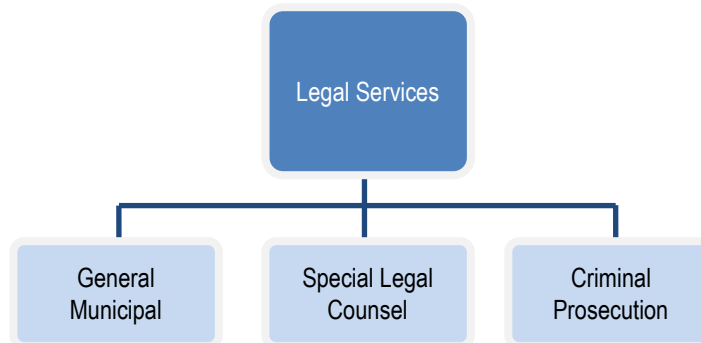 Legal Services
General
Municipal
Special Legal
Counsel
Criminal
Prosecution